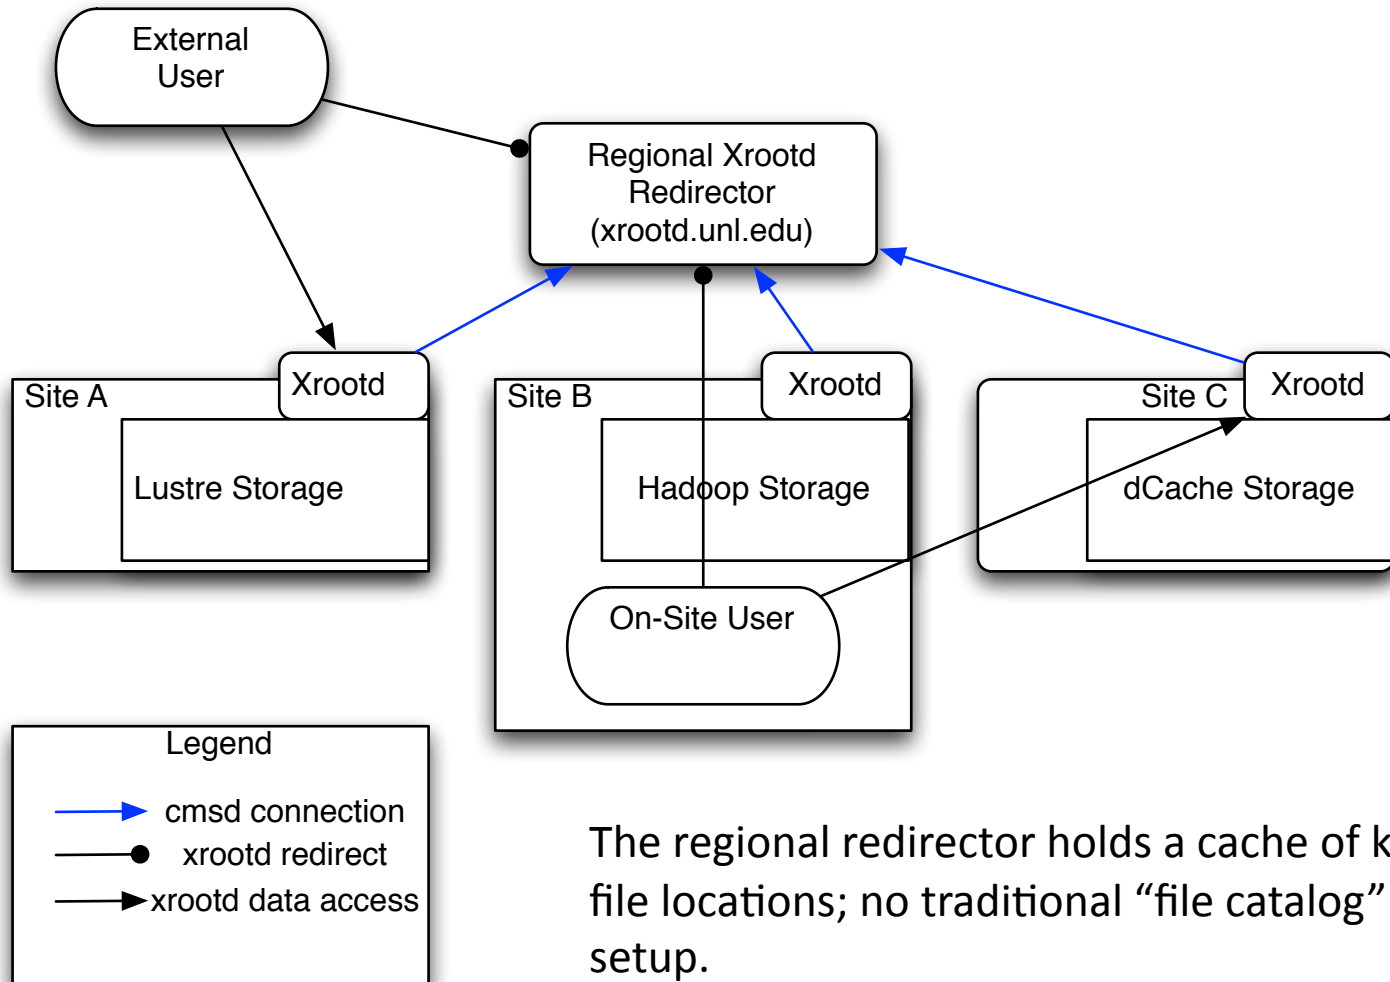 External
User
Regional Xrootd
Redirector
(xrootd.unl.edu)
Site A
Xrootd
Lustre Storage
Site B
Xrootd
Hadoop Storage
On-Site User
Site C
Xrootd
dCache Storage
Legend
cmsd connection
xrootd redirect
xrootd data access
The regional redirector holds a cache of
file locations; no traditional “file catalog”
setup.